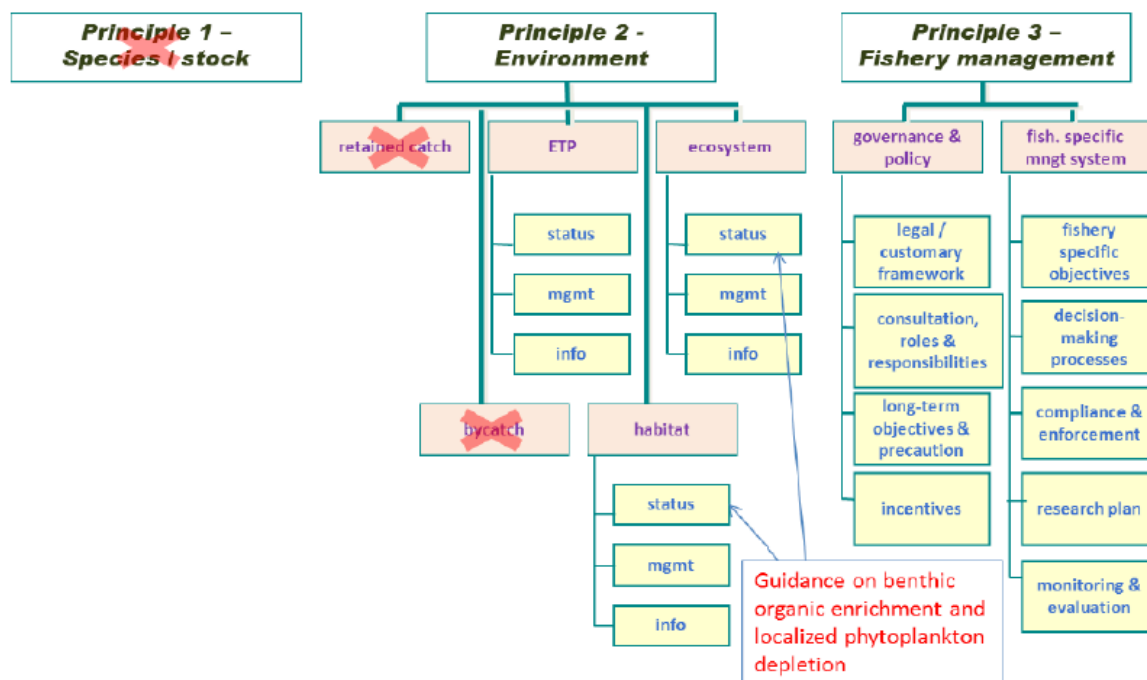 Principle 1 –
Species / stock
Principle 2 -
Environment
Principle 3 –
Fishery management
retained catch
ETP
ecosystem
governance &
policy
fish. specific
mngt system
status
mgmt
info
status
mgmt
info
legal /
customary
framework
consultation,
roles &
responsibilities
long-term
objectives &
precaution
incentives
fishery
specific
objectives
decision-
making
processes
compliance &
enforcement
research plan
monitoring &
evaluation
bycatch
habitat
status
mgmt
info
Guidance on benthic
organic enrichment and
localized phytoplankton
depletion